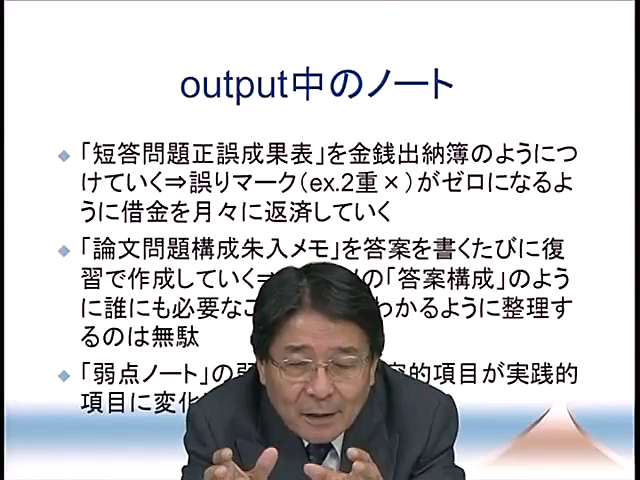 output中のノート
「短答問題正誤成果表」を金銭出納簿のようにつ
けていく⇒誤りマーク（ex.2重×）がゼロになるよ
うに借金を月々に返済していく
「論文問題構成朱入メモ」を答案を書くたびに復
習で作成していく⇒ の「答案構成」のよう
に誰にも必要なこ わかるように整理す
るのは無駄
「弱点ノート」の弱 的項目が実践的
項目に変化